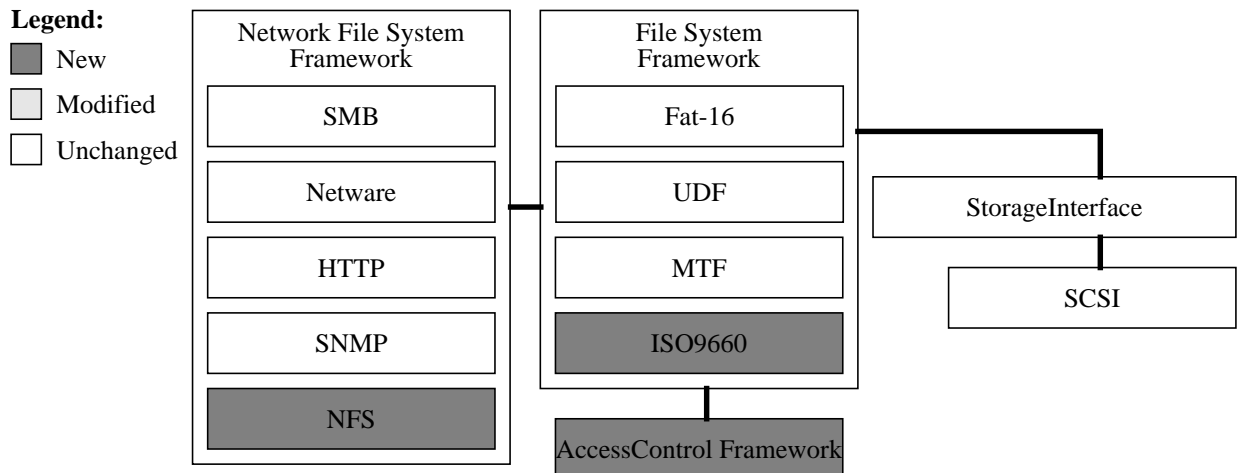 Legend:
New
Modified
Unchanged
Network File System
Framework
SMB
Netware
HTTP
SNMP
NFS
File System
Framework
Fat-16
UDF
MTF
ISO9660
AccessControl Framework
StorageInterface
SCSI